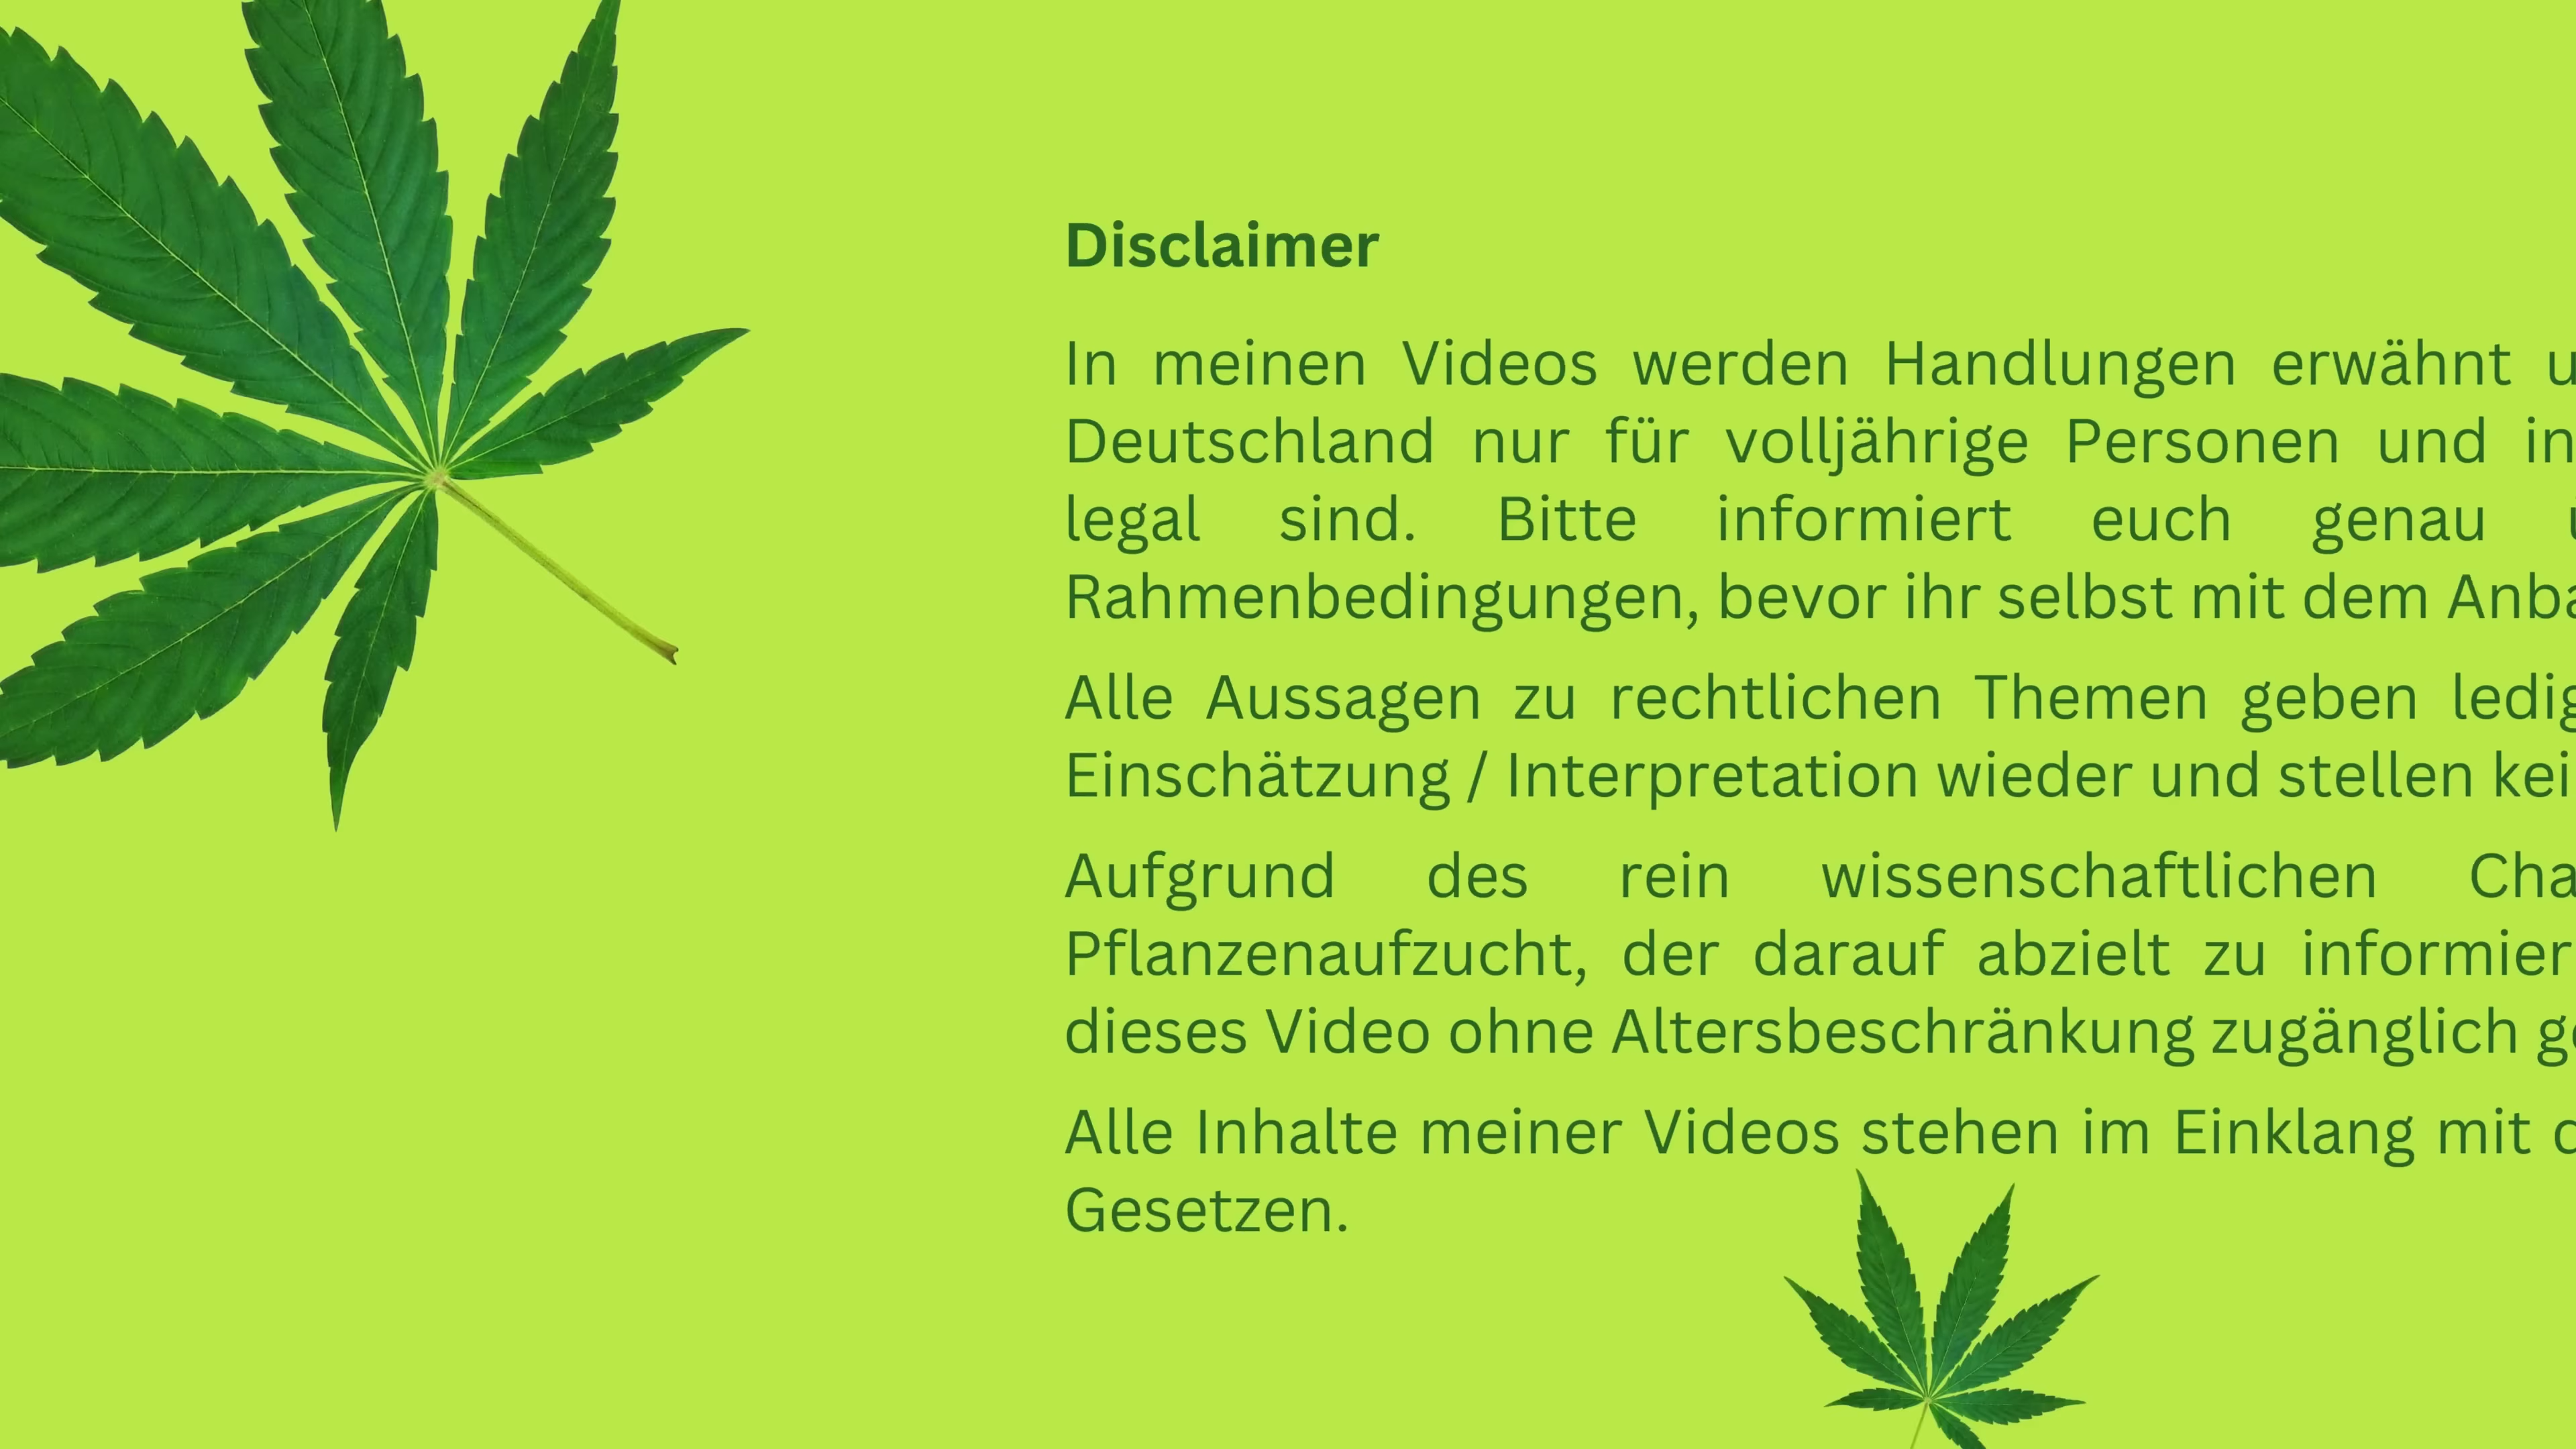 Disclaimer
In meinen Videos werden Handlungen erwähnt
Deutschland nur für volljährige Personen und
legal sind. Bitte informiert euch genau
Rahmenbedingungen, bevor ihr selbst mit dem
Alle Aussagen zu rechtlichen Themen geben
Einschätzung / Interpretation wieder und stellen
Aufgrund des rein wissenschaftlichen
Pflanzenaufzucht, der darauf abzielt zu
dieses Video ohne Altersbeschränkung zugänglich
Alle Inhalte meiner Videos stehen im Einklang mit
Gesetzen.